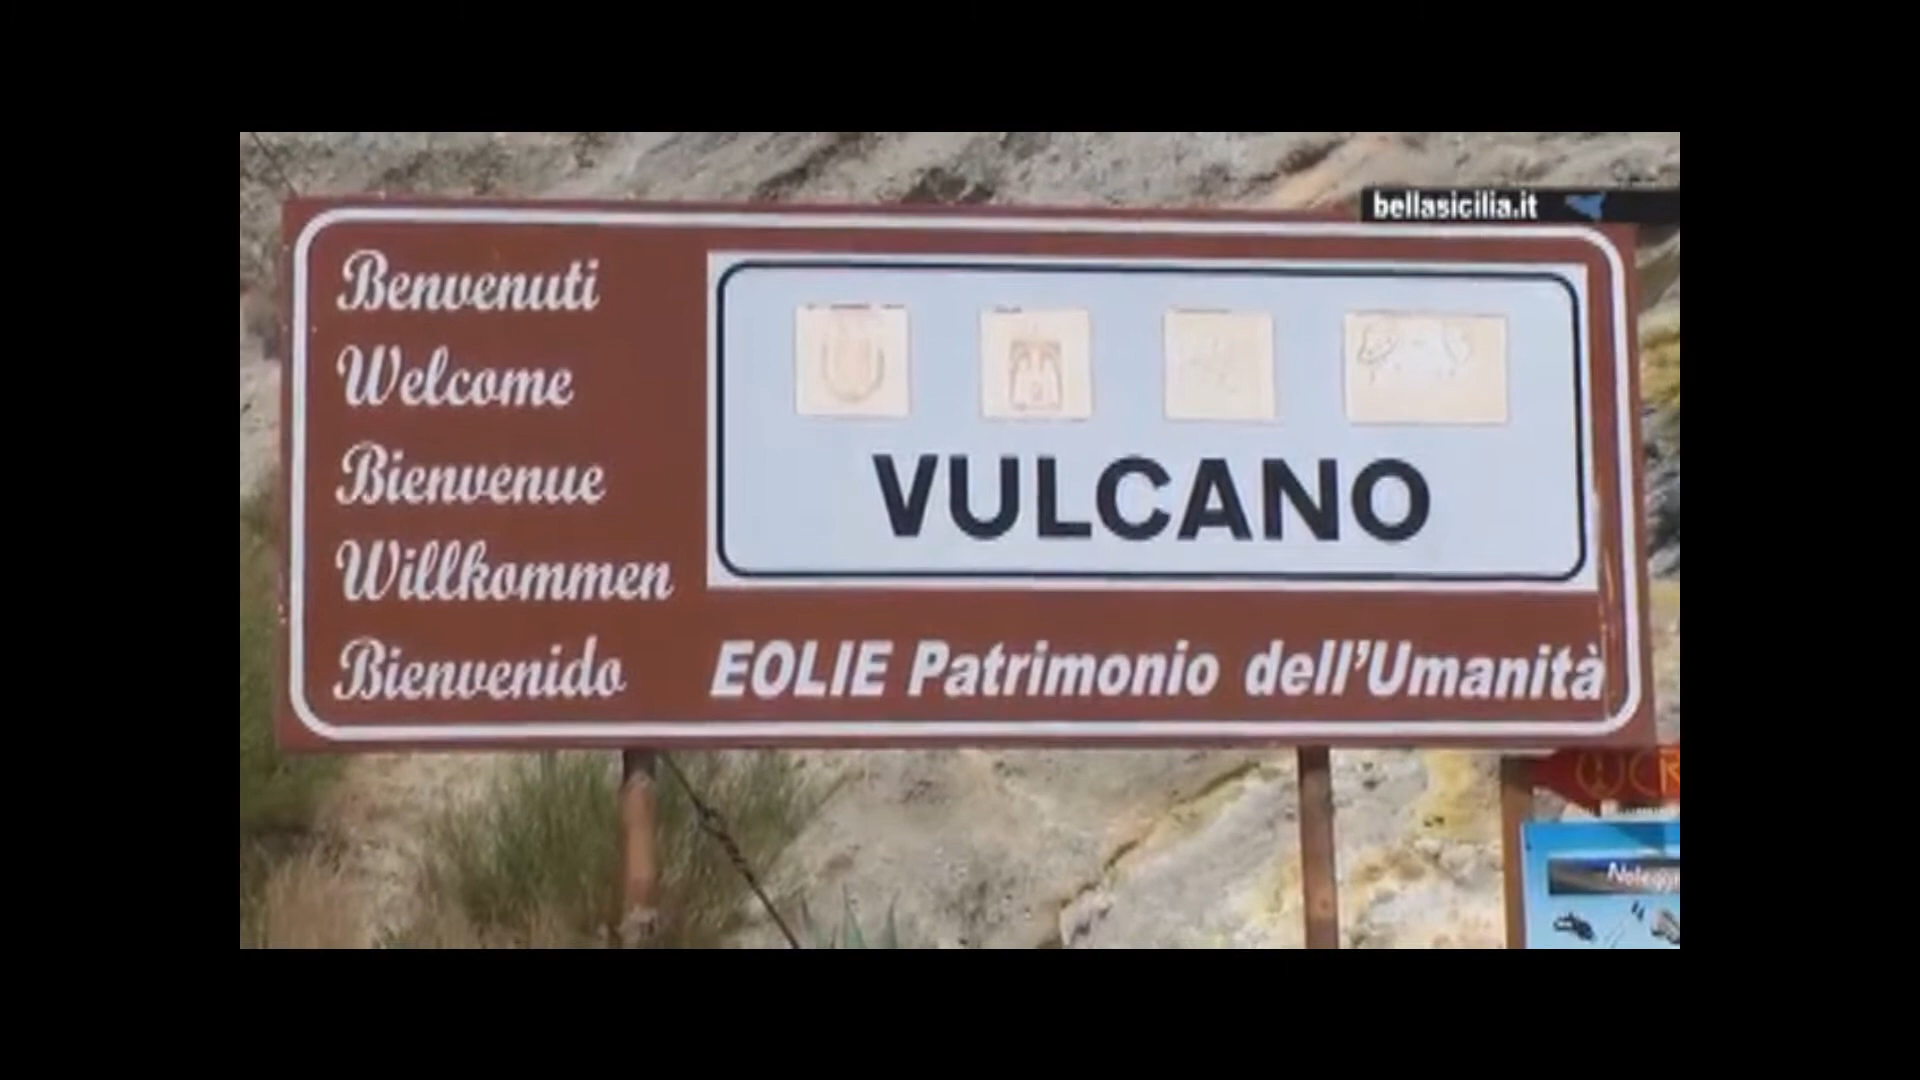 bellasicilia.it
Benvenuti
Welcome
Bienvenue
Willkommen
Bienvenido
VULCANO
EOLIE Patrimonio dell'Umanità